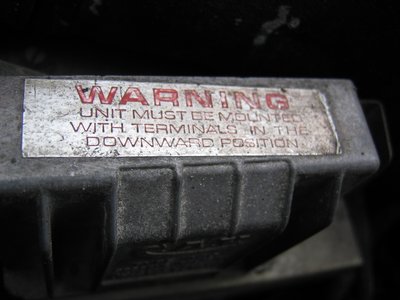 WARNING
UNIT MUST BE MOUNTED
WITH TERMINALS IN THE
DOWNWARD POSITION